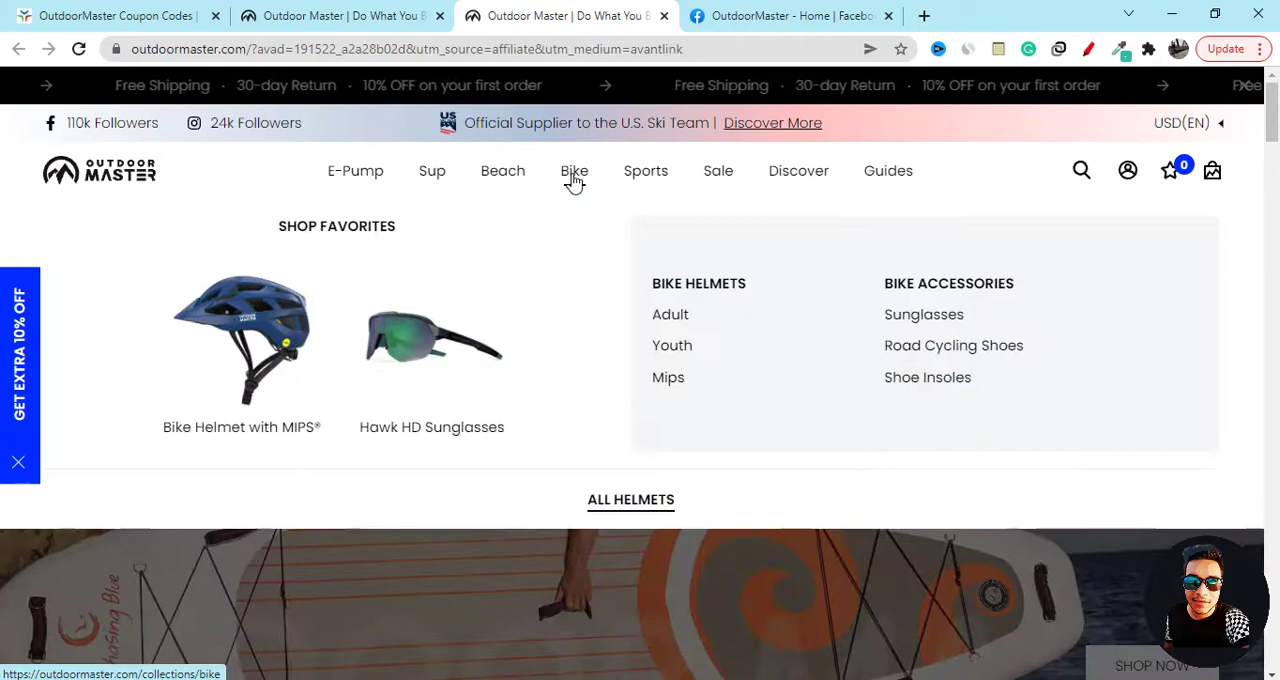 OutdoorMaster Coupon Codes |
Outdoor Master | Do What You B
Outdoor Master | Do What You B
OutdoorMaster - Home | Facebo
outdoormaster.com/?avad=191522_a2a28b02d&utm_source=affiliate&utm_medium=avantlink
Update
Free Shipping · 30-day Return · 10% OFF on your first order
Free Shipping · 30-day Return · 10% OFF on your first order
110k Followers 24k Followers
Official Supplier to the U.S. Ski Team | Discover More
USD(EN)
OUTDOOR
MASTER
E-Pump Sup Beach Bike Sports Sale Discover Guides
0
SHOP FAVORITES
Bike Helmet with MIPS®
Hawk HD Sunglasses
BIKE HELMETS
Adult
Youth
Mips
BIKE ACCESSORIES
Sunglasses
Road Cycling Shoes
Shoe Insoles
GET EXTRA 10% OFF
ALL HELMETS
SHOP NOW
https://outdoormaster.com/collections/bike